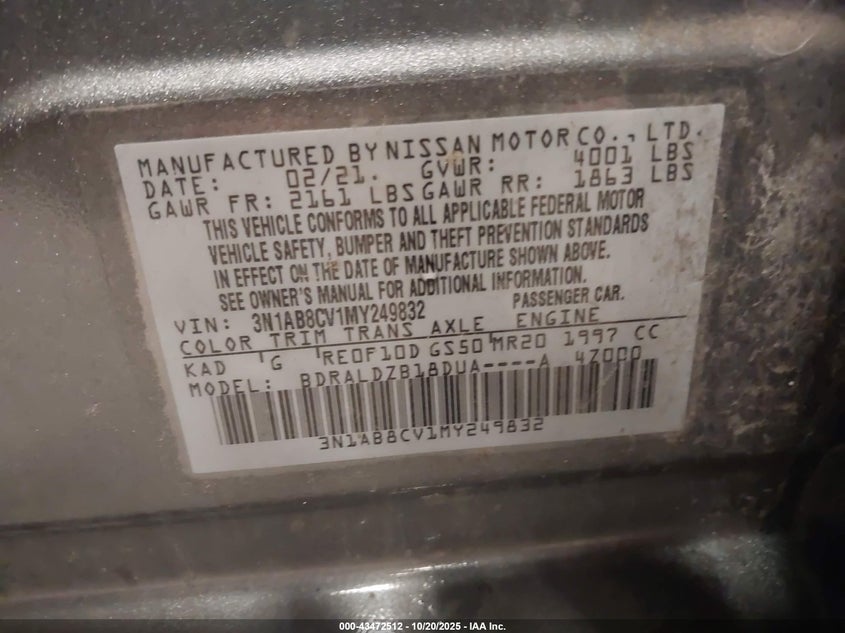 MANUFACTURED BY NISSAN MOTOR CO., LTD.
DATE: 02/21. GVWR: 4001 LBS
GAWR FR: 2161 LBS GAWR RR: 1863 LBS
THIS VEHICLE CONFORMS TO ALL APPLICABLE FEDERAL MOTOR
VEHICLE SAFETY, BUMPER AND THEFT PREVENTION STANDARDS
IN EFFECT ON THE DATE OF MANUFACTURE SHOWN ABOVE.
SEE OWNER'S MANUAL FOR ADDITIONAL INFORMATION.
VIN: 3N1AB8CV1MY249832 PASSENGER CAR.
COLOR TRIM TRANS AXLE ENGINE
KAD G RE0F10D GS50 MR20 1997 CC
MODEL: BDRALDZB18DUA----A 4Z000
3N1AB8CV1MY249832
000-43472512 - 10/20/2025 - IAA Inc.